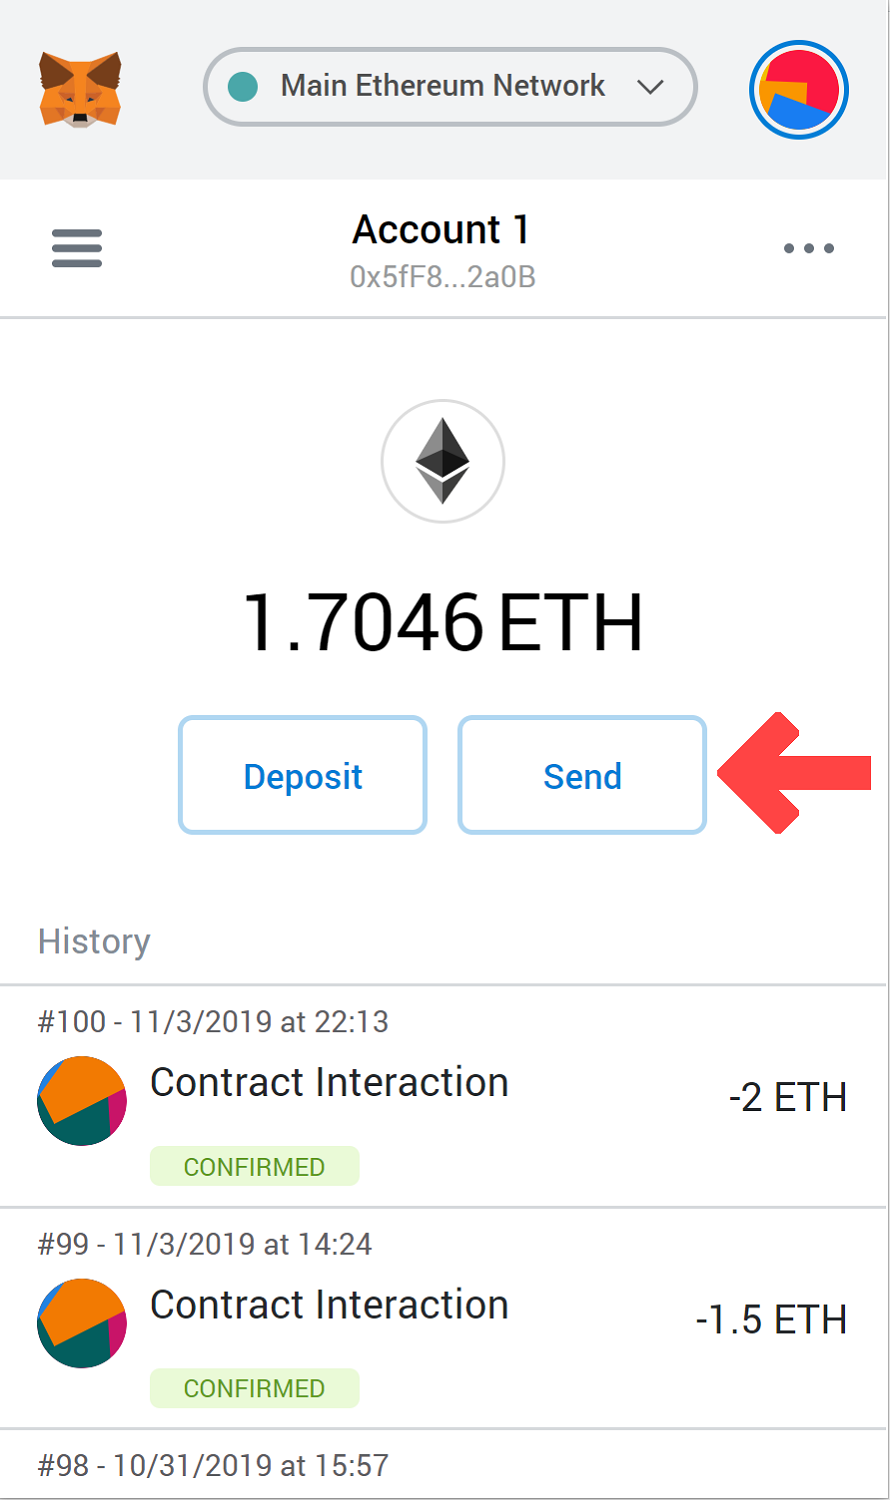 Main Ethereum Network
Account 1
0x5fF8...2a0B
1.7046 ETH
Deposit
Send
History
#100 - 11/3/2019 at 22:13
Contract Interaction
-2 ETH
CONFIRMED
#99 - 11/3/2019 at 14:24
Contract Interaction
-1.5 ETH
CONFIRMED
#98 - 10/31/2019 at 15:57